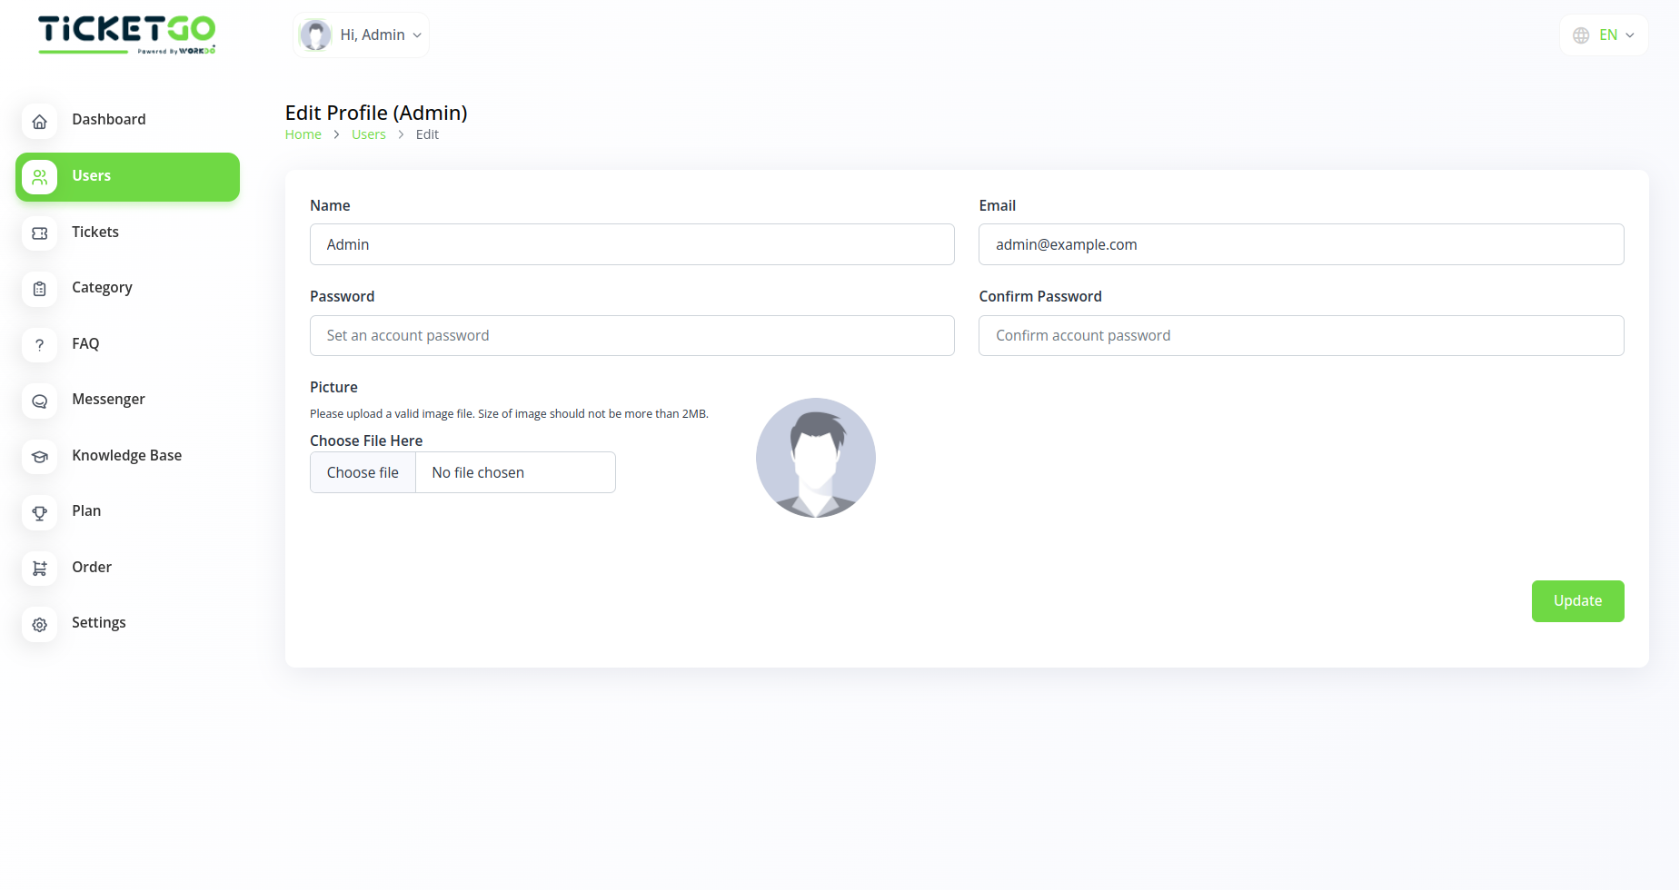 TiCKETGO
Powered By WORKDO
Hi, Admin
EN
Dashboard
Users
Tickets
Category
? FAQ
Messenger
Knowledge Base
Plan
Order
Settings
Edit Profile (Admin)
Home > Users > Edit
Name
Admin
Email
admin@example.com
Password
Set an account password
Confirm Password
Confirm account password
Picture
Please upload a valid image file. Size of image should not be more than 2MB.
Choose File Here
Choose file No file chosen
Update